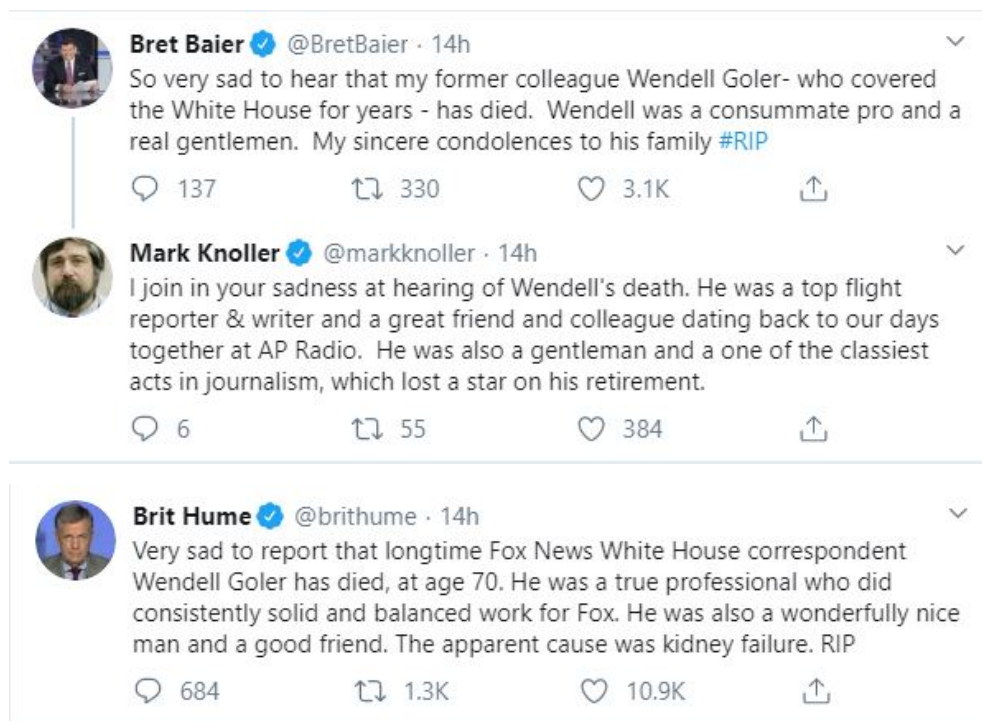 Bret Baier @BretBaier · 14h
So very sad to hear that my former colleague Wendell Goler- who covered
the White House for years - has died.  Wendell was a consummate pro and a
real gentlemen.  My sincere condolences to his family #RIP
137 330 3.1K
Mark Knoller @markknoller · 14h
I join in your sadness at hearing of Wendell's death. He was a top flight
reporter & writer and a great friend and colleague dating back to our days
together at AP Radio.  He was also a gentleman and a one of the classiest
acts in journalism, which lost a star on his retirement.
6 55 384
Brit Hume @brithume · 14h
Very sad to report that longtime Fox News White House correspondent
Wendell Goler has died, at age 70. He was a true professional who did
consistently solid and balanced work for Fox. He was also a wonderfully nice
man and a good friend. The apparent cause was kidney failure. RIP
684 1.3K 10.9K